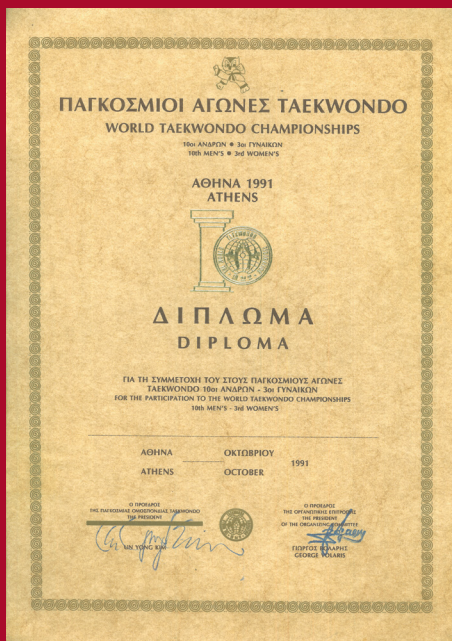 ΠΑΓΚΟΣΜΙΟΙ ΑΓΩΝΕΣ TAEKWONDO
WORLD TAEKWONDO CHAMPIONSHIPS
10οι ΑΝΔΡΩΝ ● 3οι ΓΥΝΑΙΚΩΝ
10th MEN'S ● 3rd WOMEN'S
ΑΘΗΝΑ 1991
ATHENS
ΔΙΠΛΩΜΑ
DIPLOMA
ΓΙΑ ΤΗ ΣΥΜΜΕΤΟΧΗ ΤΟΥ ΣΤΟΥΣ ΠΑΓΚΟΣΜΙΟΥΣ ΑΓΩΝΕΣ
TAEKWONDO 10οι ΑΝΔΡΩΝ - 3οι ΓΥΝΑΙΚΩΝ
FOR THE PARTICIPATION TO THE WORLD TAEKWONDO CHAMPIONSHIPS
10th MEN'S - 3rd WOMEN'S
ΑΘΗΝΑ ΟΚΤΩΒΡΙΟΥ
1991
ATHENS OCTOBER
Ο ΠΡΟΕΔΡΟΣ
ΤΗΣ ΠΑΓΚΟΣΜΙΑΣ ΟΜΟΣΠΟΝΔΙΑΣ TAEKWONDO
THE PRESIDENT
UN YONG KIM
Ο ΠΡΟΕΔΡΟΣ
ΤΗΣ ΟΡΓΑΝΩΤΙΚΗΣ ΕΠΙΤΡΟΠΗΣ
THE PRESIDENT
OF THE ORGANISING COMMITTEE
ΓΙΩΡΓΟΣ ΒΟΛΑΡΗΣ
GEORGE VOLARIS